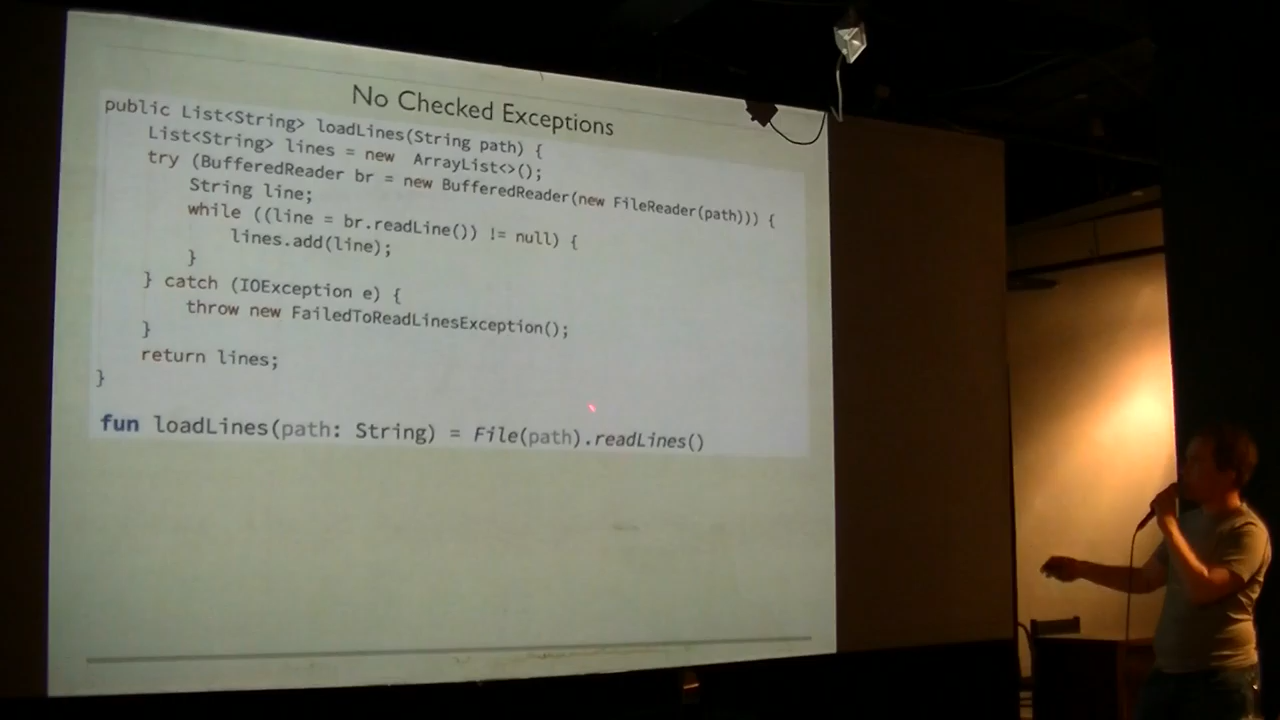 No Checked Exceptions
public List<String> loadLines(String path) {
    List<String> lines = new ArrayList<>();
    try (BufferedReader br = new BufferedReader(new FileReader(path))) {
        String line;
        while ((line = br.readLine()) != null) {
            lines.add(line);
        }
    } catch (IOException e) {
        throw new FailedToReadLinesException();
    }
    return lines;
}
fun loadLines(path: String) = File(path).readLines()